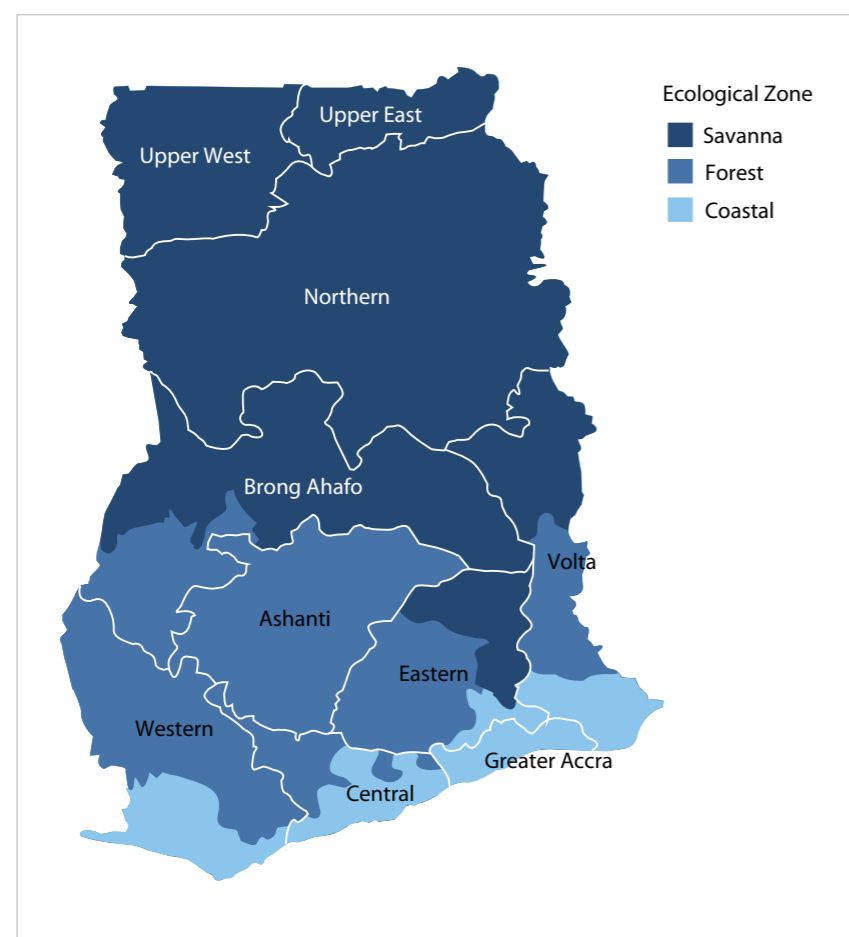 Ecological Zone
Savanna
Forest
Coastal
Upper East
Upper West
Northern
Brong Ahafo
Volta
Ashanti
Eastern
Western
Greater Accra
Central